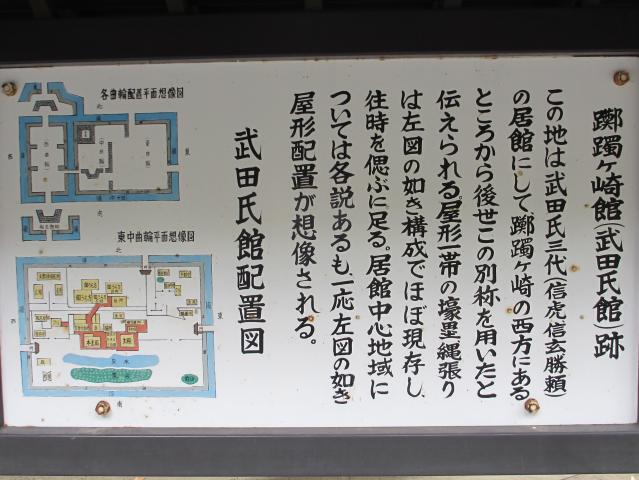 躑躅ヶ崎館(武田氏館)跡
この地は武田氏三代(信虎信玄勝頼)
の居館にして、躑躅ヶ崎の西方にある
ところから後世この別称を用いたと
伝えられる。屋形一帯の壕塁、縄張り
は左図の如き構成でほぼ現存し、
往時を偲ぶに足る。居館中心地域に
ついては各説あるも、一応左図の如き
屋形配置が想像される。
武田氏館配置図
各曲輪配置平面想像図
北
東中曲輪平面想像図
北
西
東
南